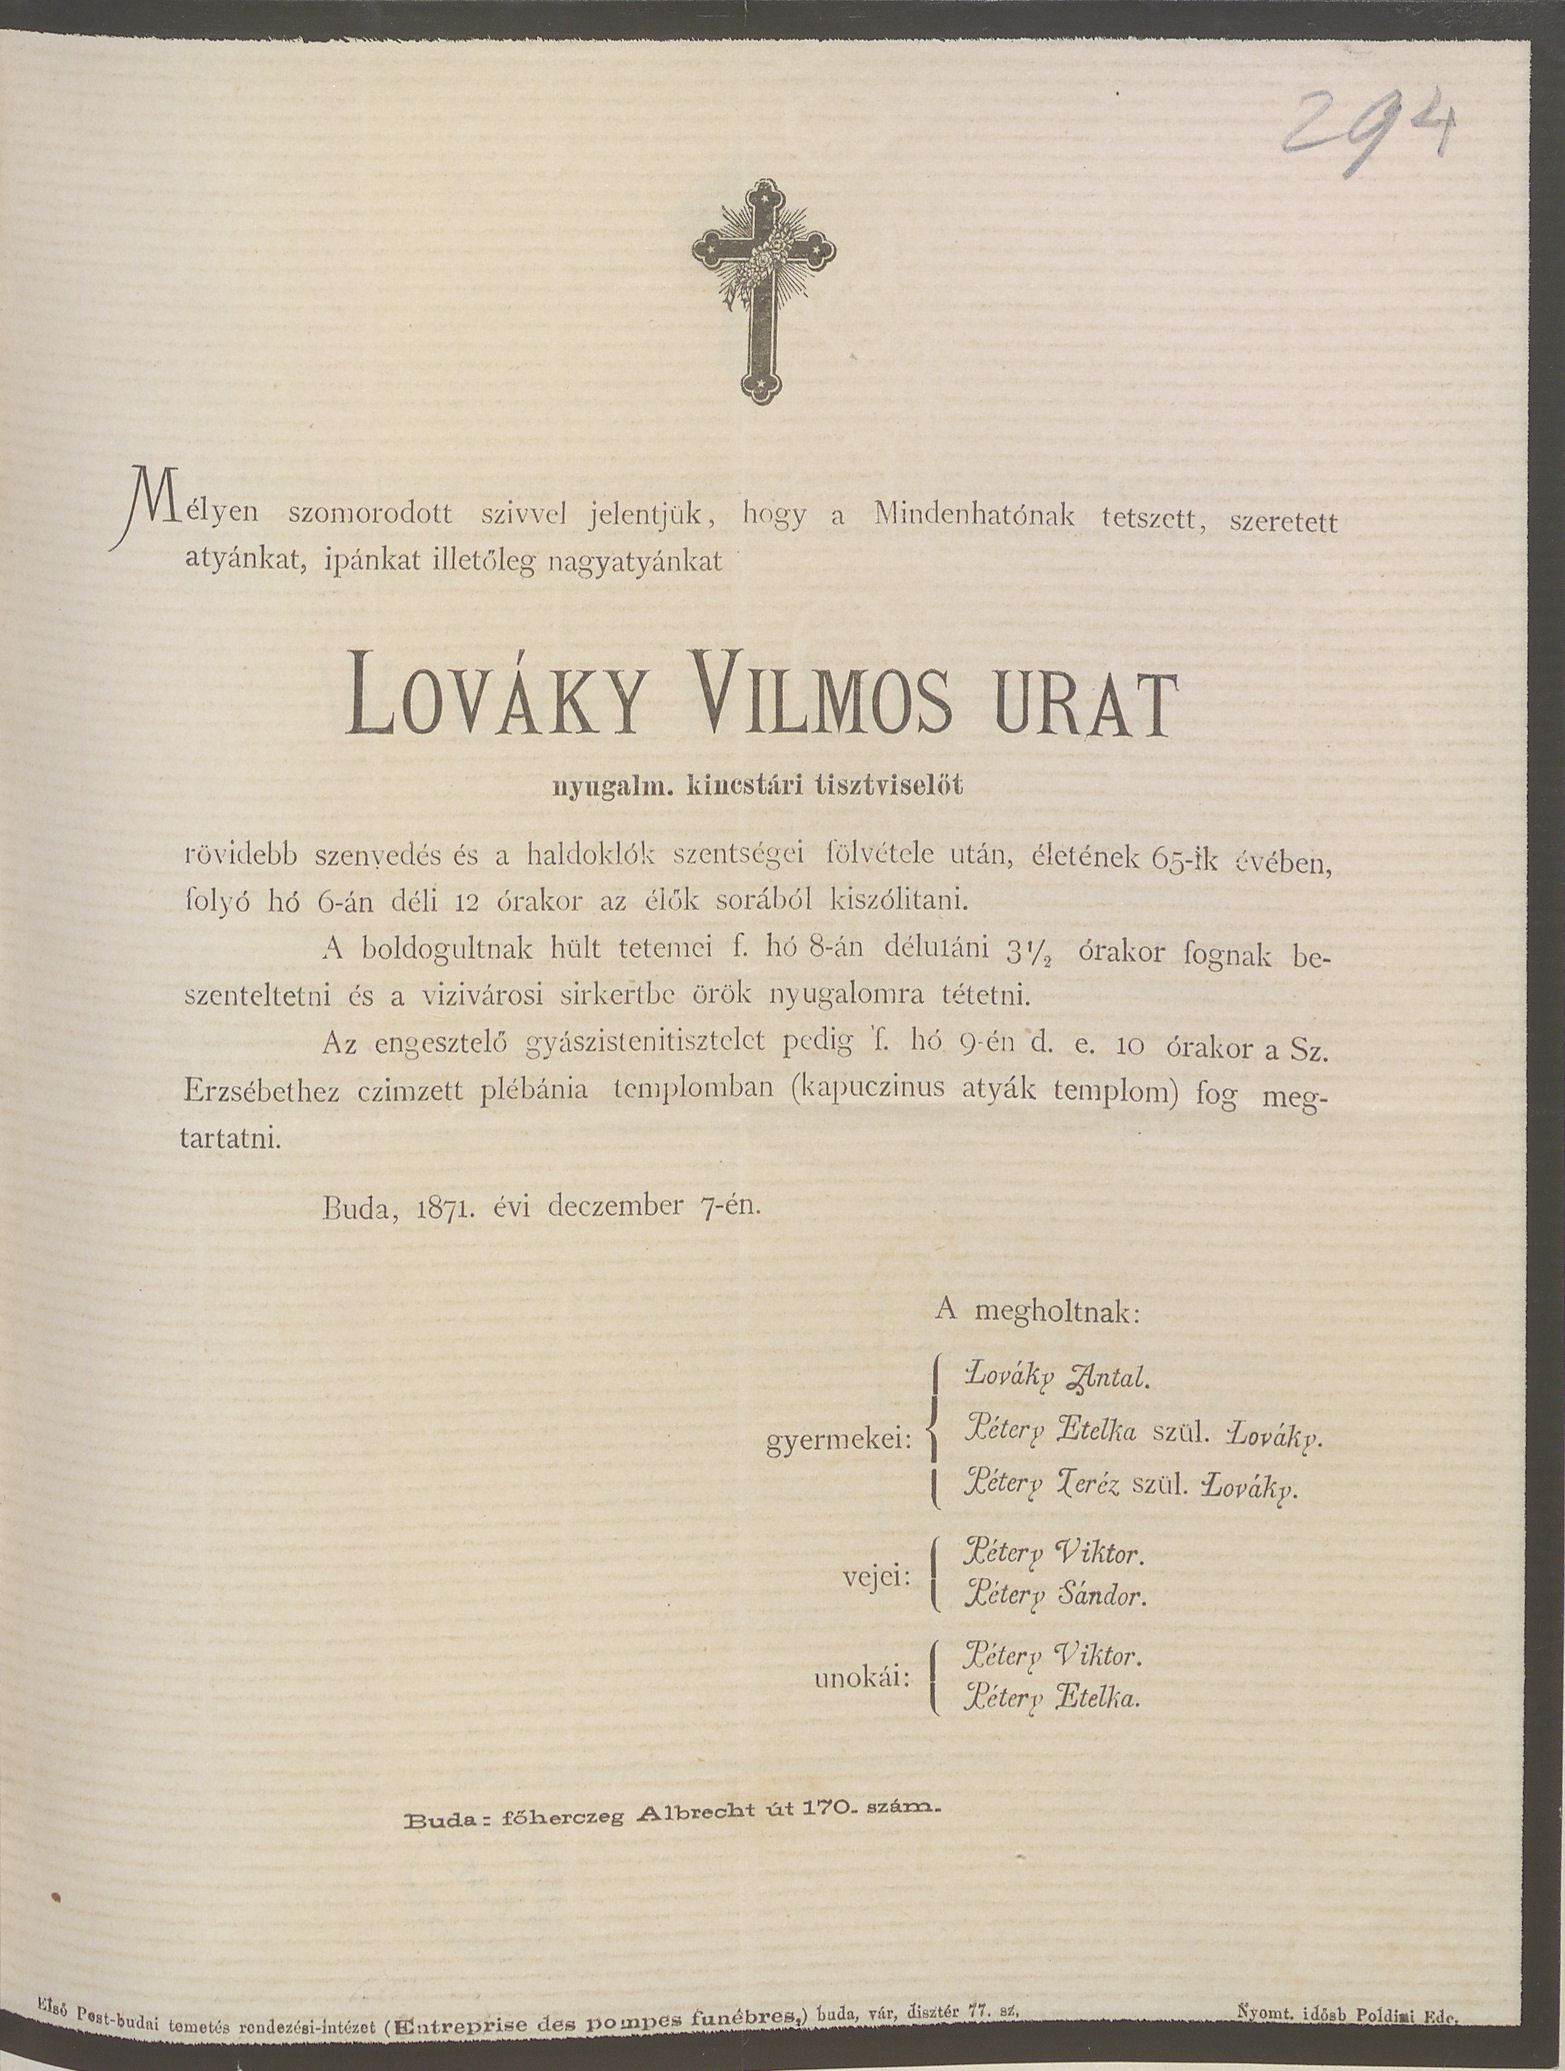 294
Mélyen szomorodott szivvel jelentjük, hogy a Mindenhatónak tetszett, szeretett
atyánkat, ipánkat illetőleg nagyatyánkat
LOVÁKY VILMOS URAT
nyugalm. kincstári tisztviselőt
rövidebb szenvedés és a haldoklók szentségei fölvétele után, életének 65-ik évében,
folyó hó 6-án déli 12 órakor az élők sorából kiszólitani.
A boldogultnak hült tetemei f. hó 8-án délutáni 3½ órakor fognak be-
szenteltetni és a vizivárosi sirkertbe örök nyugalomra tétetni.
Az engesztelő gyászistenitisztelet pedig f. hó 9-én d. e. 10 órakor a Sz.
Erzsébethez czimzett plébánia templomban (kapuczinus atyák templom) fog meg-
tartatni.
Buda, 1871. évi deczember 7-én.
A megholtnak:
gyermekei:
Lováky Antal.
Pétery Etelka szül. Lováky.
Pétery Teréz szül. Lováky.
vejei:
Pétery Viktor.
Pétery Sándor.
unokái:
Pétery Viktor.
Pétery Etelka.
Buda: főherczeg Albrecht út 170. szám.
Első Pest-budai temetés rendezési-intézet (Entreprise des pompes funébres,) buda, vár, disztér 77. sz.
Nyomt. idősb Poldini Ede.